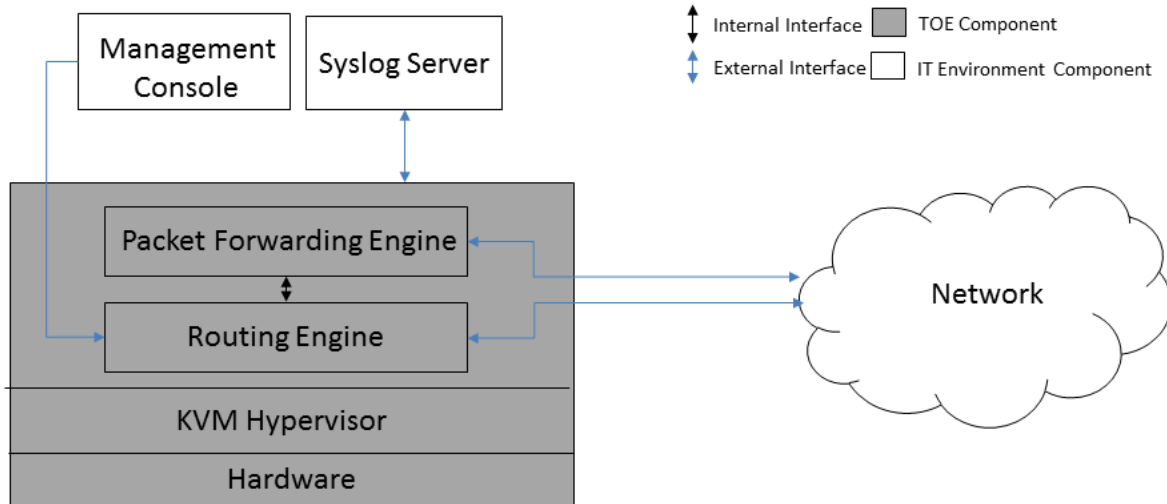 Management
Console
Syslog Server
Internal Interface
TOE Component
External Interface
IT Environment Component
Packet Forwarding Engine
Routing Engine
KVM Hypervisor
Hardware
Network